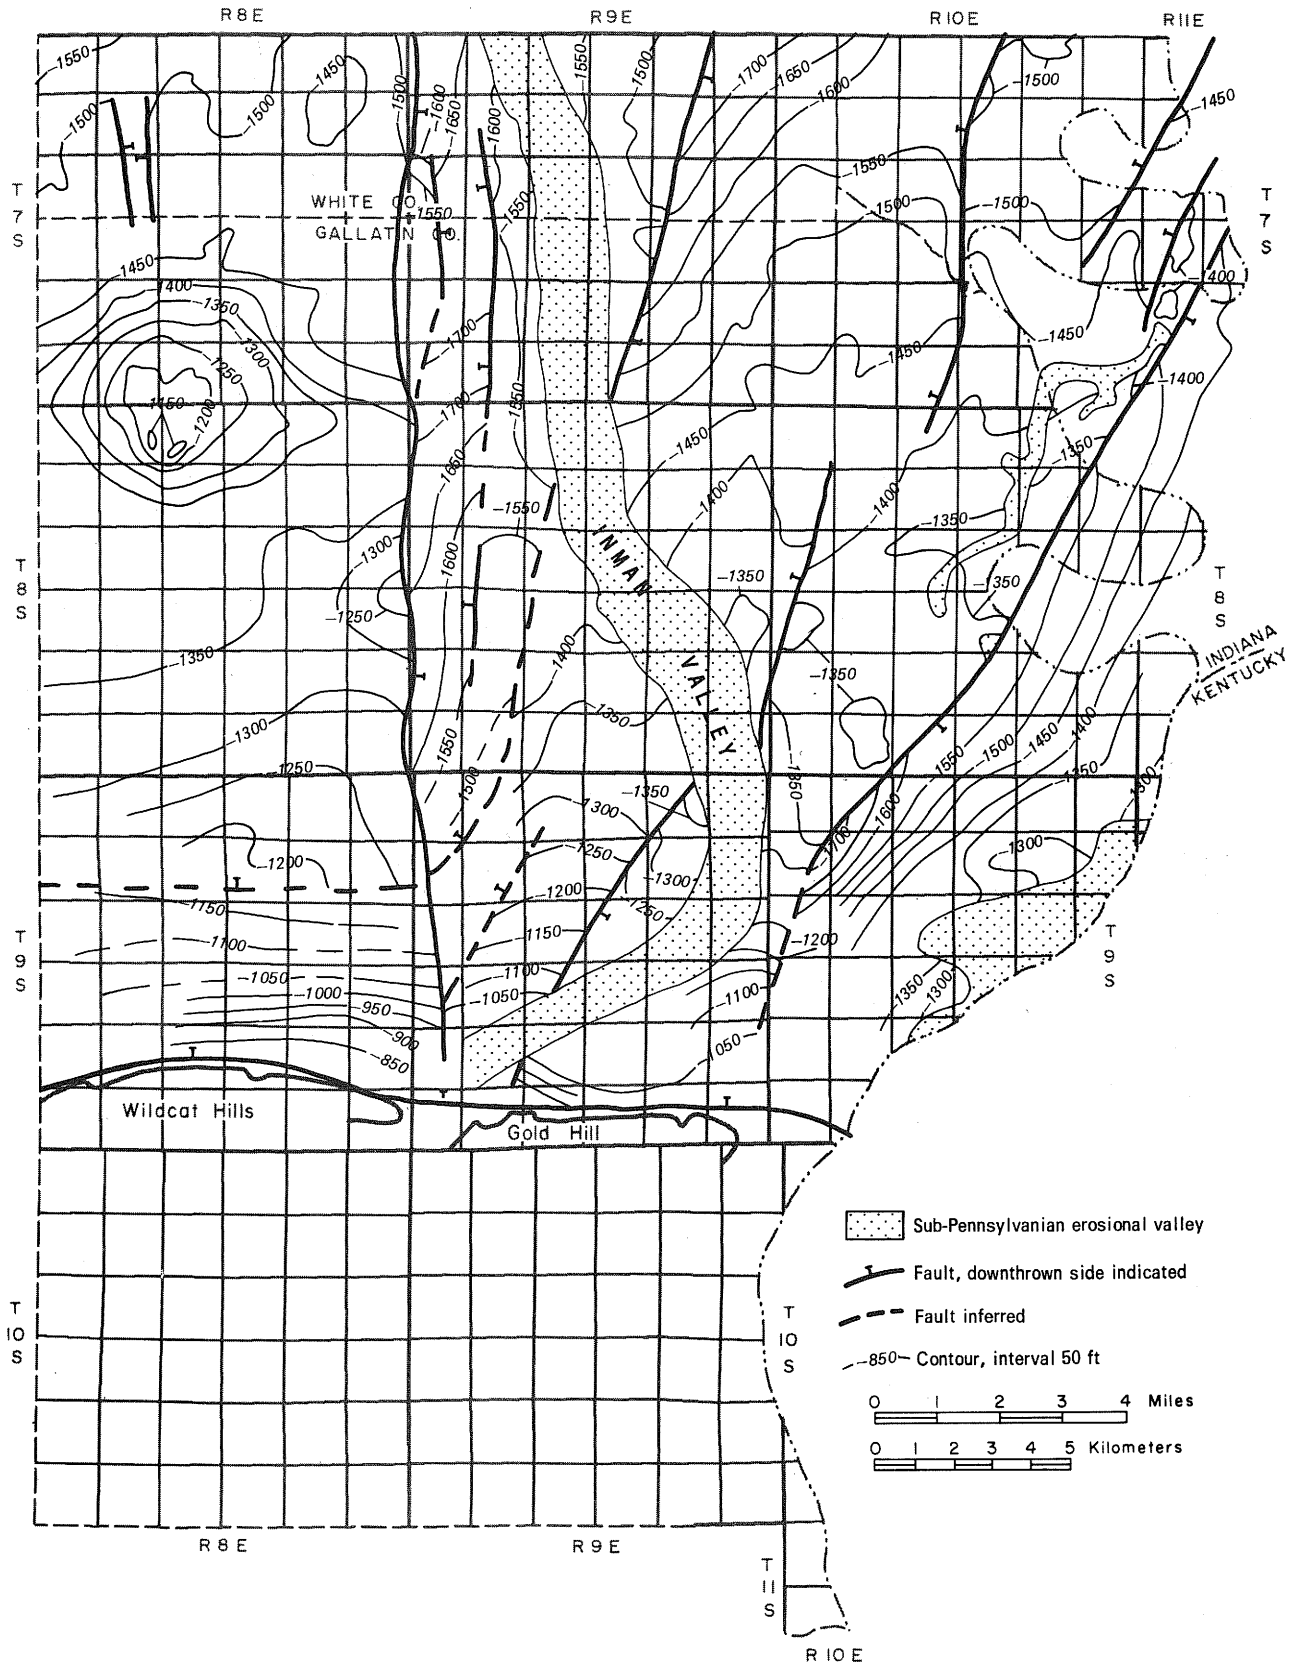 R8E
R9E
R10E
R11E
-1550
-1500
-1500
-1450
-1500
-1600
-1650
-1600
-1550
-1550
-1500
-1700
-1650
-1600
-1500
-1450
T
7
S
WHITE CO.
GALLATIN CO.
-1550
-1550
-1500
-1500
T
7
S
-1450
-1400
-1350
-1300
-1250
-1200
1150
-1700
-1700
-1550
-1450
-1450
-1400
-1400
-1650
-1450
-1350
-1550
-1400
-1400
-1350
INMAN VALLEY
T
8
S
-1300
-1600
-1250
-1350
-1350
T
8
S
INDIANA
KENTUCKY
-1350
-1400
-1350
-1350
-1300
-1550
-1500
-1250
-1350
-1350
-1300
-1550
-1500
-1450
-1400
-1350
-1300
-1600
-1700
-1300
-1200
-1250
-1300
-1200
-1250
-1150
-1150
-1100
-1200
T
9
S
T
9
S
-1050
-1100
-1100
-1350
-1300
-1000
-1050
-950
-900
-1050
-850
Wildcat Hills
Gold Hill
Sub-Pennsylvanian erosional valley
Fault, downthrown side indicated
Fault inferred
-850- Contour, interval 50 ft
0 1 2 3 4 Miles
0 1 2 3 4 5 Kilometers
T
10
S
T
10
S
R8E
R9E
T
11
S
R10E